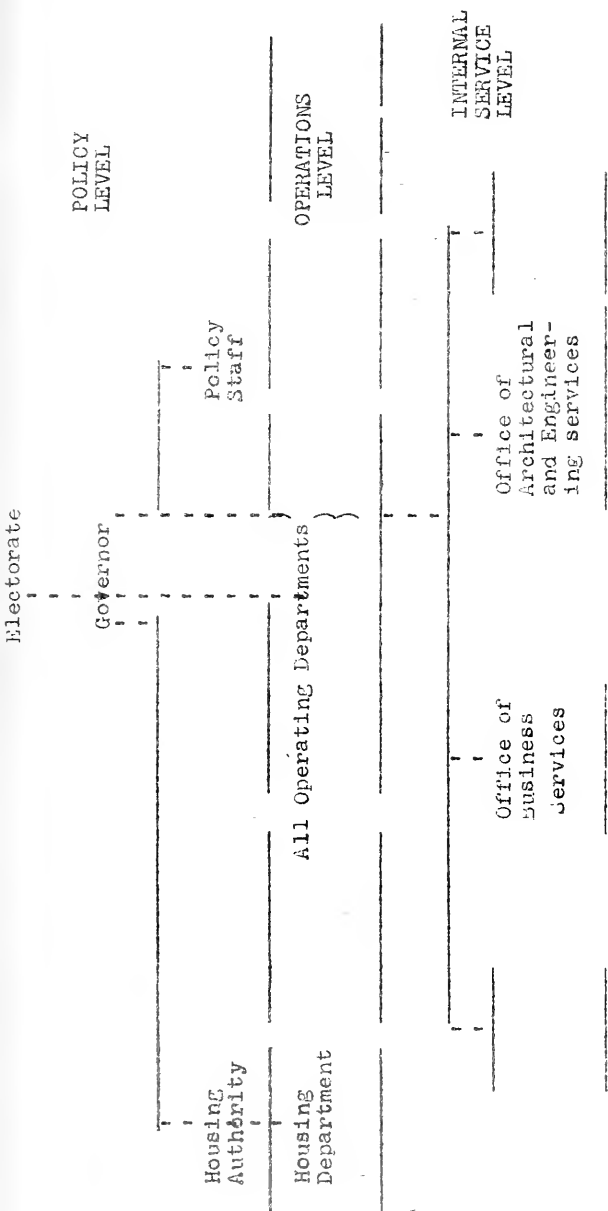 Electorate
Governor
POLICY
LEVEL
Policy
Staff
Housing
Authority
OPERATIONS
LEVEL
All Operating Departments
Housing
Department
INTERNAL
SERVICE
LEVEL
Office of
Business
Services
Office of
Architectural
and Engineer-
ing services